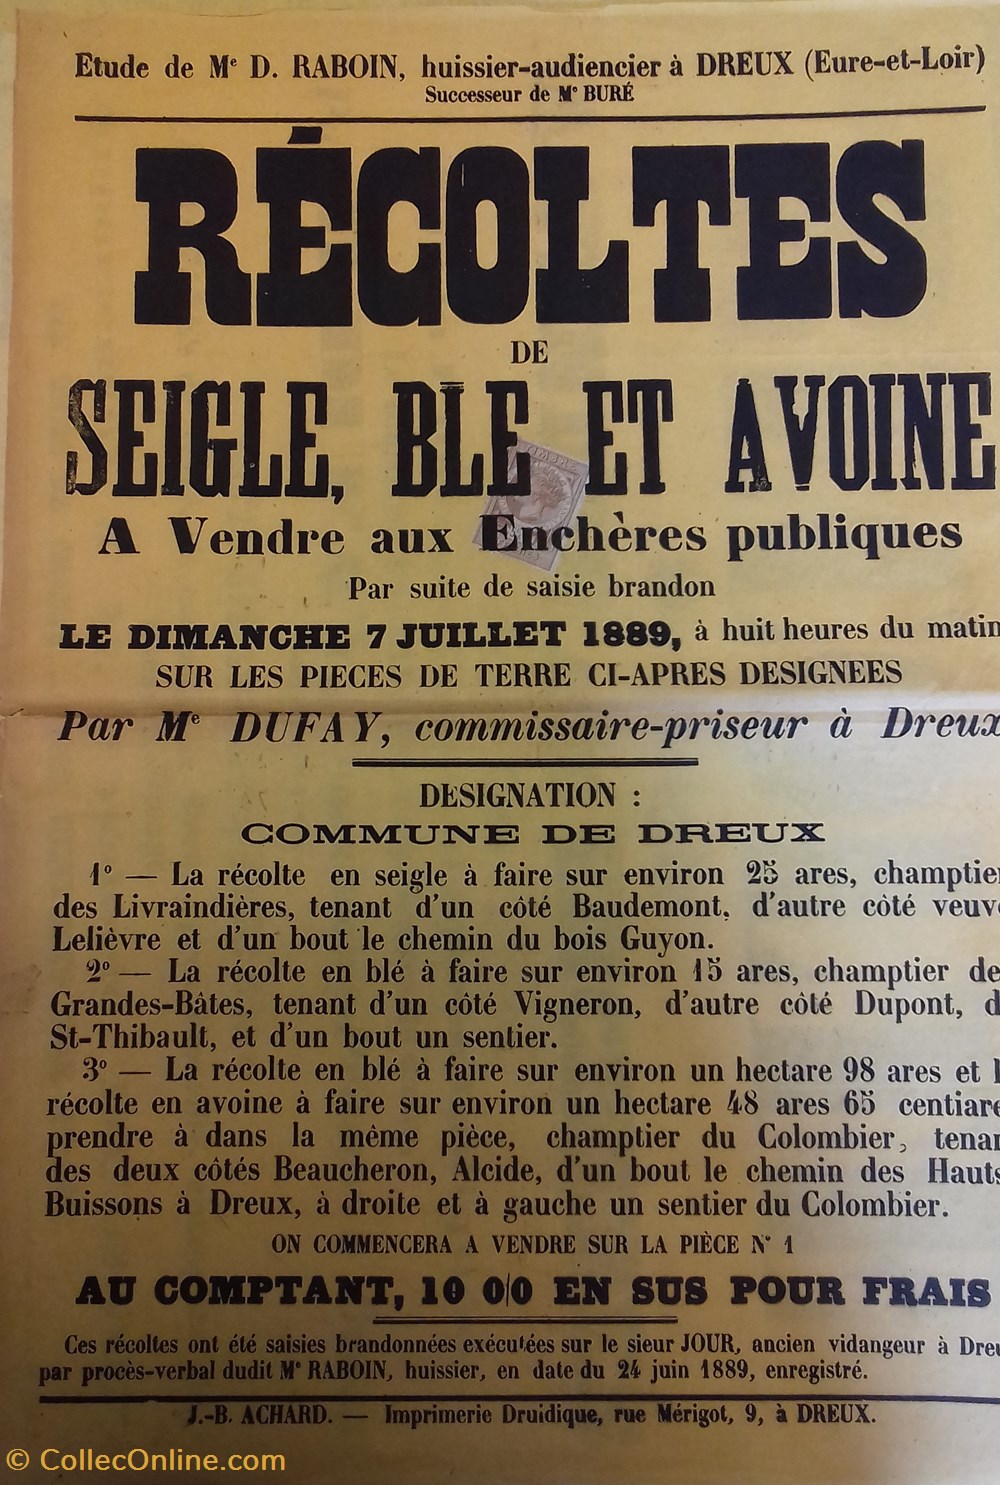 Etude de Me D. RABOIN, huissier-audiencier à DREUX (Eure-et-Loir)
Successeur de Me BURÉ
RÉCOLTES
DE
SEIGLE, BLE ET AVOINE
A Vendre aux Enchères publiques
Par suite de saisie brandon
LE DIMANCHE 7 JUILLET 1889, à huit heures du matin
SUR LES PIECES DE TERRE CI-APRES DESIGNEES
Par Me DUFAY, commissaire-priseur à Dreux
DESIGNATION :
COMMUNE DE DREUX
1o — La récolte en seigle à faire sur environ 25 ares, champtier
des Livraindières, tenant d'un côté Baudemont, d'autre côté veuve
Lelièvre et d'un bout le chemin du bois Guyon.
2o — La récolte en blé à faire sur environ 15 ares, champtier de
Grandes-Bâtes, tenant d'un côté Vigneron, d'autre côté Dupont, d
St-Thibault, et d'un bout un sentier.
3o — La récolte en blé à faire sur environ un hectare 98 ares et l
récolte en avoine à faire sur environ un hectare 48 ares 65 centiare
prendre à dans la même pièce, champtier du Colombier, tenan
des deux côtés Beaucheron, Alcide, d'un bout le chemin des Hauts
Buissons à Dreux, à droite et à gauche un sentier du Colombier.
ON COMMENCERA A VENDRE SUR LA PIÈCE No 1
AU COMPTANT, 10 0/0 EN SUS POUR FRAIS
Ces récoltes ont été saisies brandonnées exécutées sur le sieur JOUR, ancien vidangeur à Dreu
par procès-verbal dudit Me RABOIN, huissier, en date du 24 juin 1889, enregistré.
J.-B. ACHARD. — Imprimerie Druidique, rue Mérigot, 9, à DREUX.
© CollecOnline.com